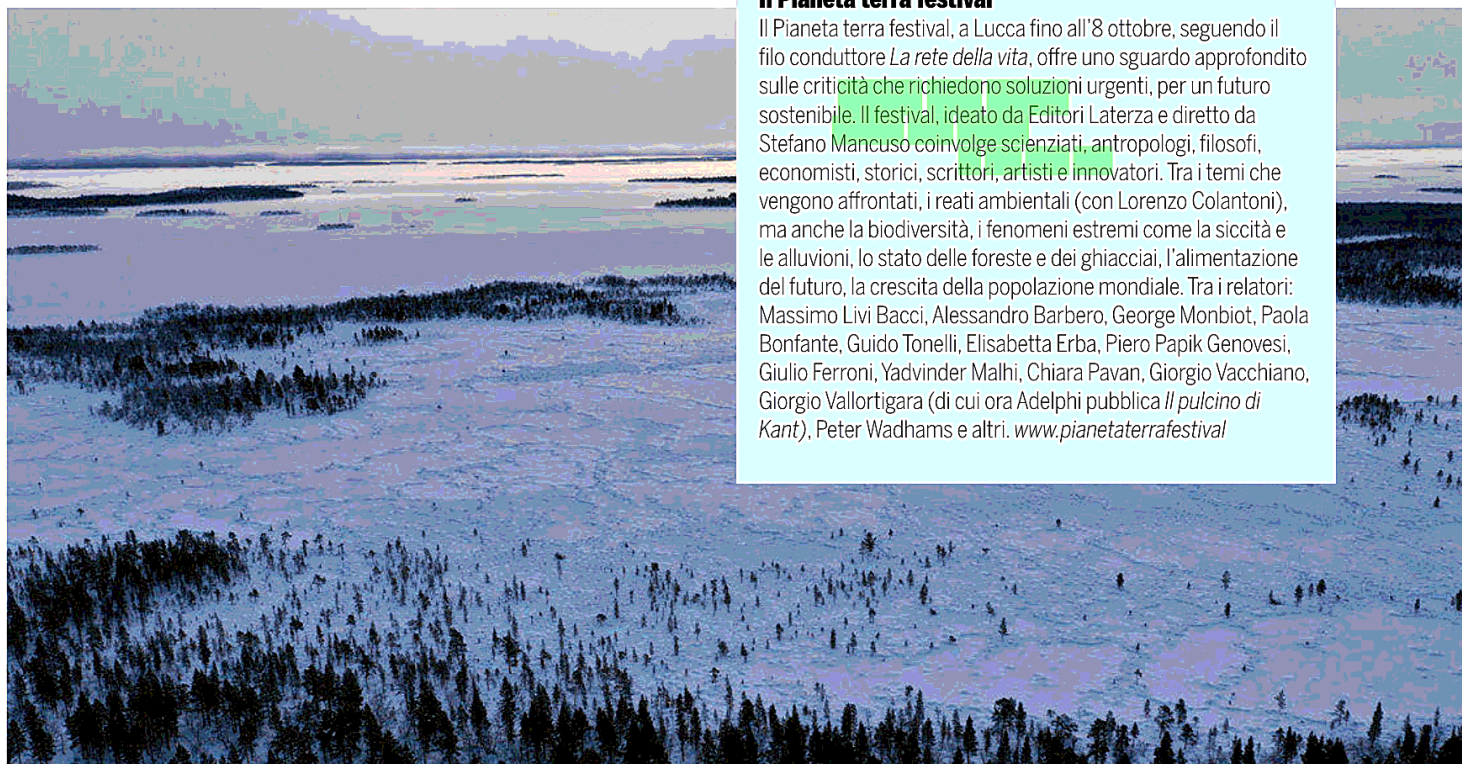 Il Pianeta terra festival
Il Pianeta terra festival, a Lucca fino all'8 ottobre, seguendo il
filo conduttore La rete della vita, offre uno sguardo approfondito
sulle criticità che richiedono soluzioni urgenti, per un futuro
sostenibile. Il festival, ideato da Editori Laterza e diretto da
Stefano Mancuso coinvolge scienziati, antropologi, filosofi,
economisti, storici, scrittori, artisti e innovatori. Tra i temi che
vengono affrontati, i reati ambientali (con Lorenzo Colantoni),
ma anche la biodiversità, i fenomeni estremi come la siccità e
le alluvioni, lo stato delle foreste e dei ghiacciai, l'alimentazione
del futuro, la crescita della popolazione mondiale. Tra i relatori:
Massimo Livi Bacci, Alessandro Barbero, George Monbiot, Paola
Bonfante, Guido Tonelli, Elisabetta Erba, Piero Papik Genovesi,
Giulio Ferroni, Yadvinder Malhi, Chiara Pavan, Giorgio Vacchiano,
Giorgio Vallortigara (di cui ora Adelphi pubblica Il pulcino di
Kant), Peter Wadhams e altri. www.pianetaterrafestival